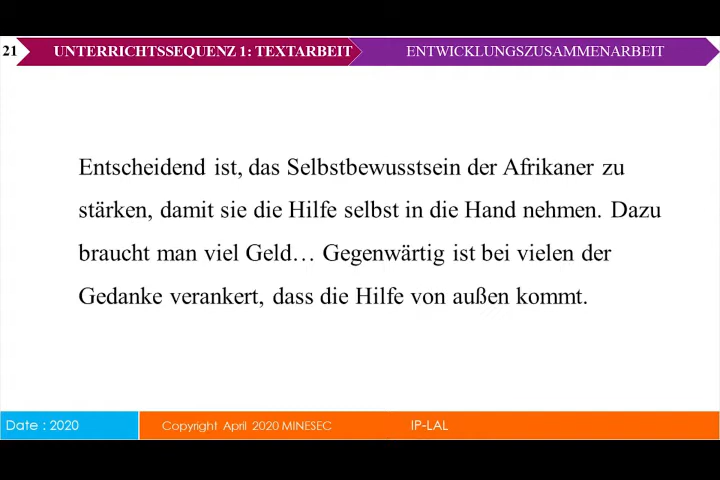 21
UNTERRICHTSSEQUENZ 1: TEXTARBEIT
ENTWICKLUNGSZUSAMMENARBEIT
Entscheidend ist, das Selbstbewusstsein der Afrikaner zu
stärken, damit sie die Hilfe selbst in die Hand nehmen. Dazu
braucht man viel Geld… Gegenwärtig ist bei vielen der
Gedanke verankert, dass die Hilfe von außen kommt.
Date : 2020
Copyright April 2020 MINESEC
IP-LAL